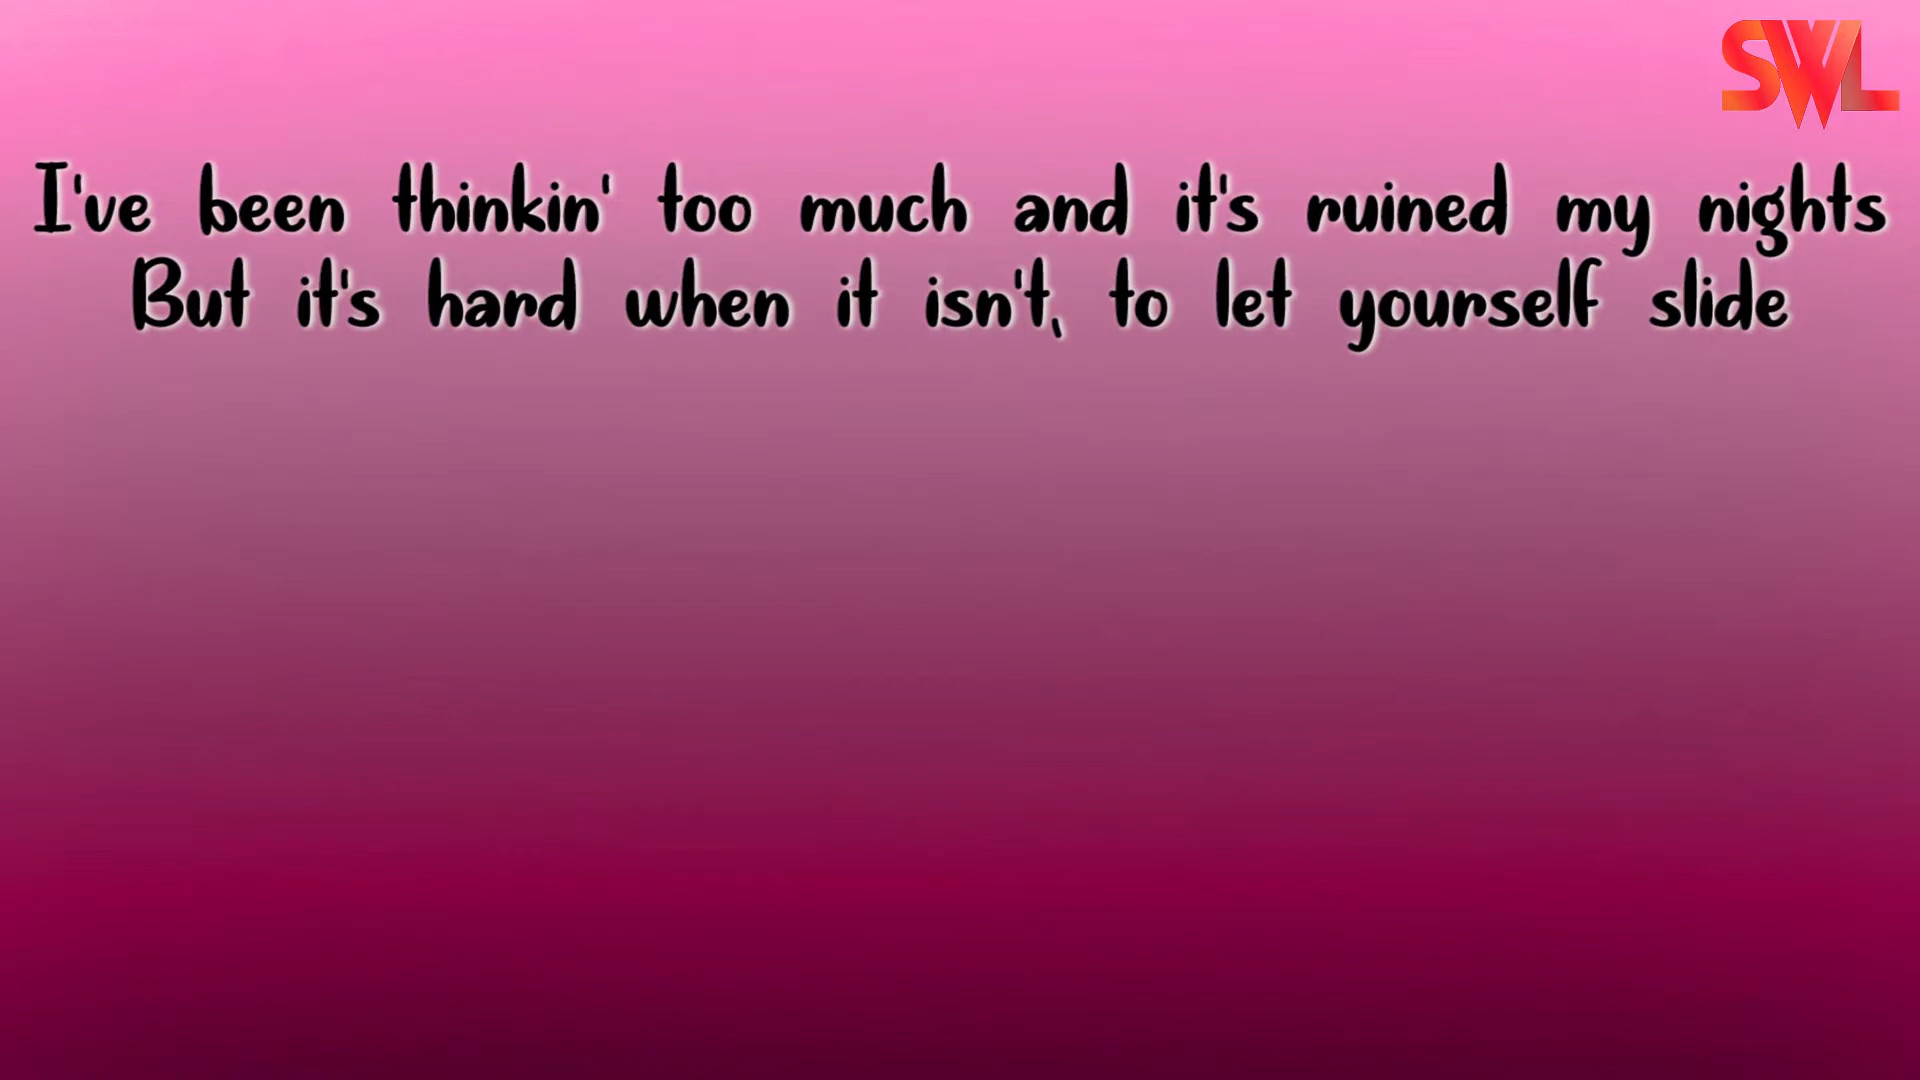 SWL
I've been thinkin' too much and it's ruined my nights
But it's hard when it isn't, to let yourself slide